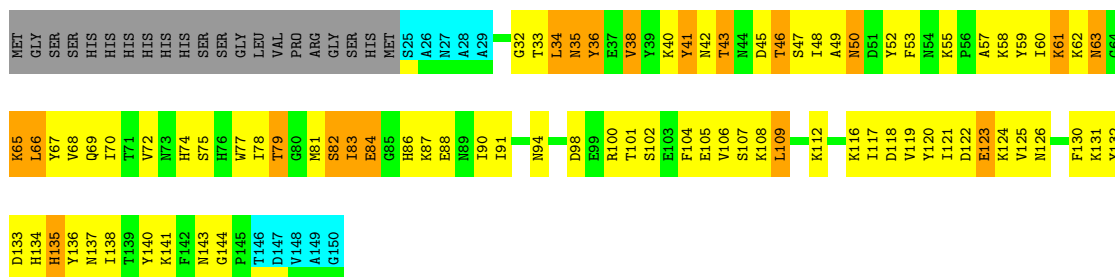 MET GLY SER SER HIS HIS HIS HIS HIS HIS SER SER GLY LEU VAL PRO ARG GLY SER HIS MET S25 A26 N27 A28 A29 G32 T33 L34 N35 Y36 E37 V38 Y39 K40 Y41 N42 T43 N44 D45 T46 S47 I48 A49 N50 D51 Y52 F53 N54 K55 P56 A57 K58 Y59 I60 K61 K62 N63 G64
K65 L66 Y67 V68 Q69 I70 T71 V72 N73 H74 S75 H76 W77 I78 T79 G80 M81 S82 I83 E84 G85 H86 K87 E88 N89 I90 I91 N94 D98 E99 R100 T101 S102 E103 F104 E105 V106 S107 K108 L109 K112 K116 I117 D118 V119 Y120 I121 D122 E123 K124 V125 N126 F130 K131 Y132
D133 H134 H135 Y136 N137 I138 T139 Y140 K141 F142 N143 G144 P145 T146 D147 V148 A149 G150